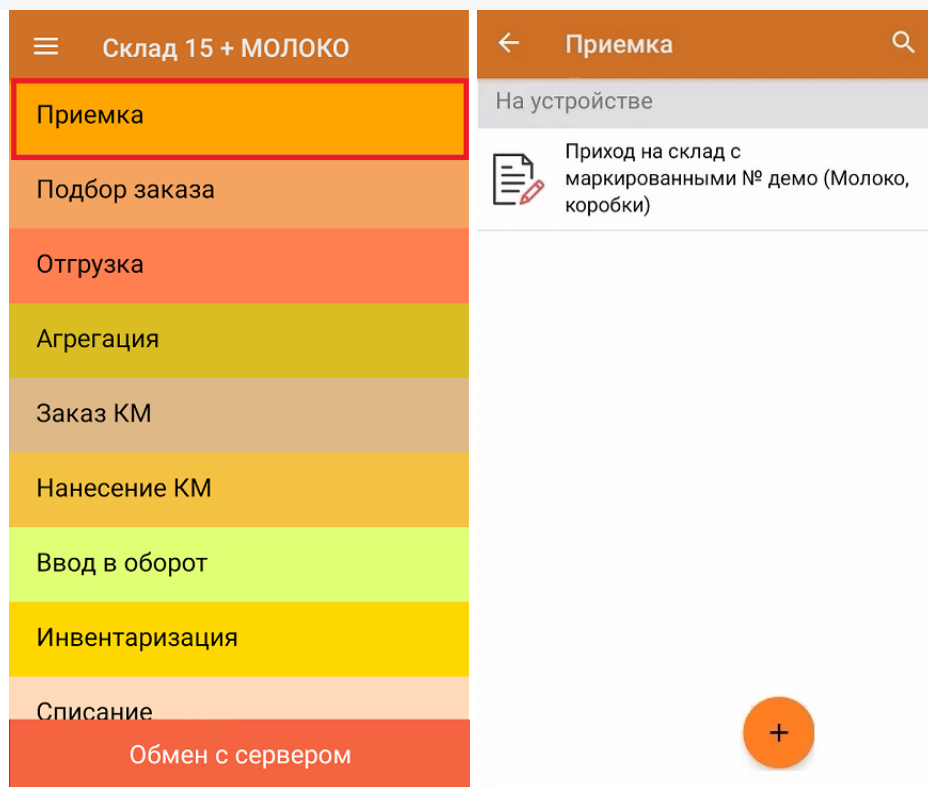 Склад 15 + МОЛОКО
Приемка
Подбор заказа
Отгрузка
Агрегация
Заказ КМ
Нанесение КМ
Ввод в оборот
Инвентаризация
Списание
Обмен с сервером
Приемка
На устройстве
Приход на склад с
маркированными № демо (Молоко,
коробки)
+